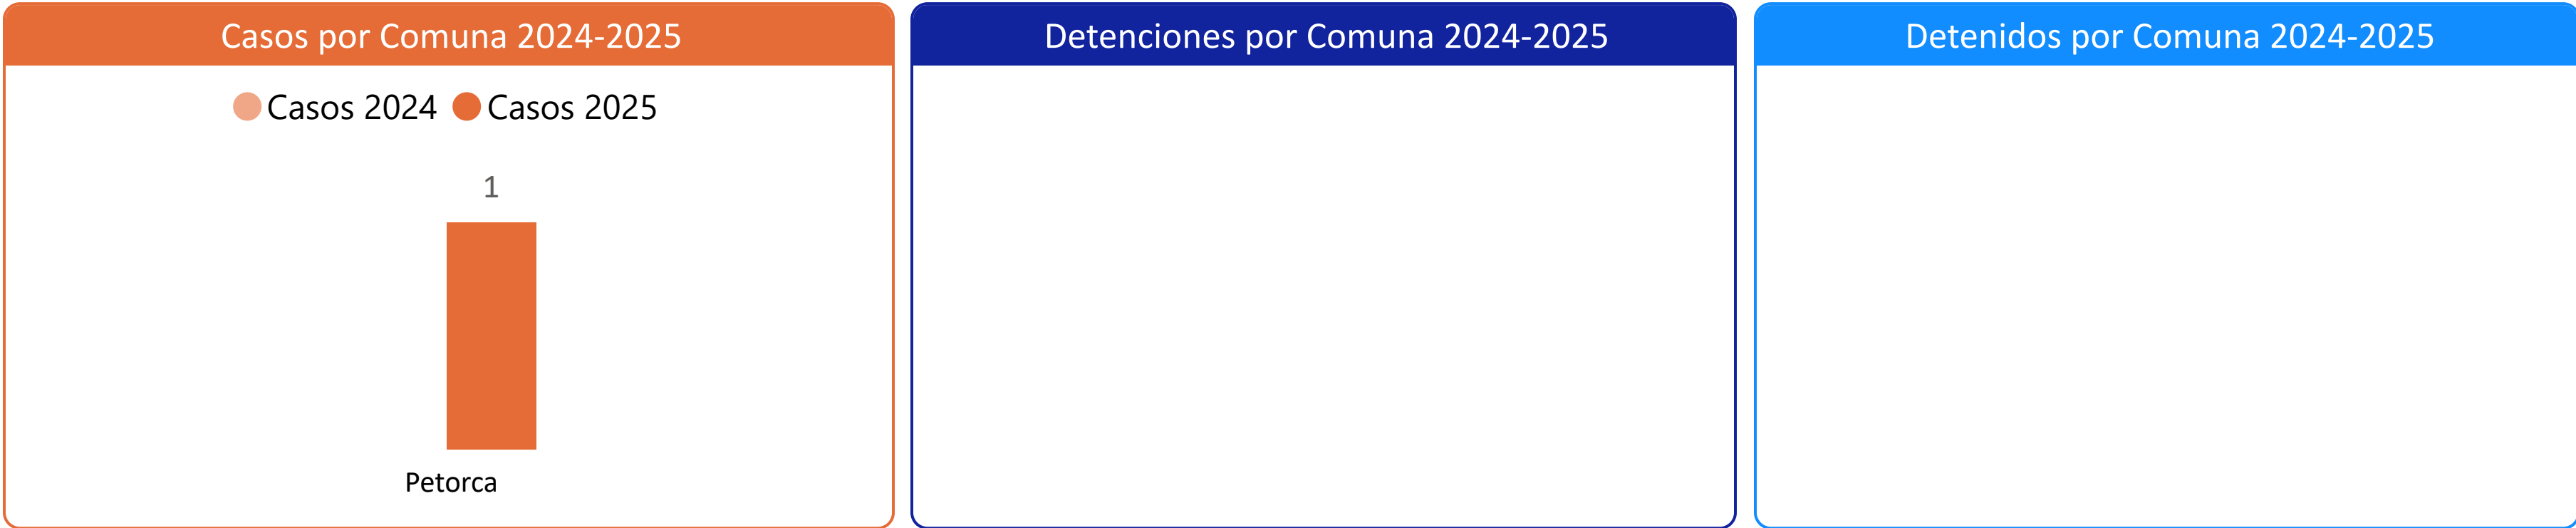 Casos por Comuna 2024-2025
Casos 2024 Casos 2025
1
Petorca
Detenciones por Comuna 2024-2025
Detenidos por Comuna 2024-2025